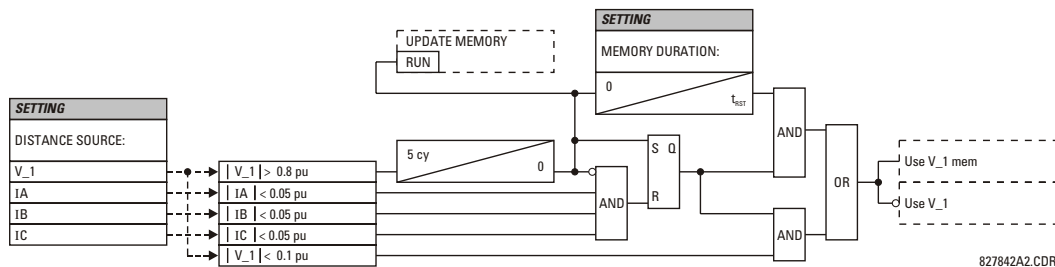 SETTING
DISTANCE SOURCE:
V_1
IA
IB
IC
| V_1 | > 0.8 pu
| IA | < 0.05 pu
| IB | < 0.05 pu
| IC | < 0.05 pu
| V_1 | < 0.1 pu
UPDATE MEMORY
RUN
5 cy
0
SETTING
MEMORY DURATION:
0
tRST
AND
S Q
R
AND
AND
OR
Use V_1 mem
Use V_1
827842A2.CDR